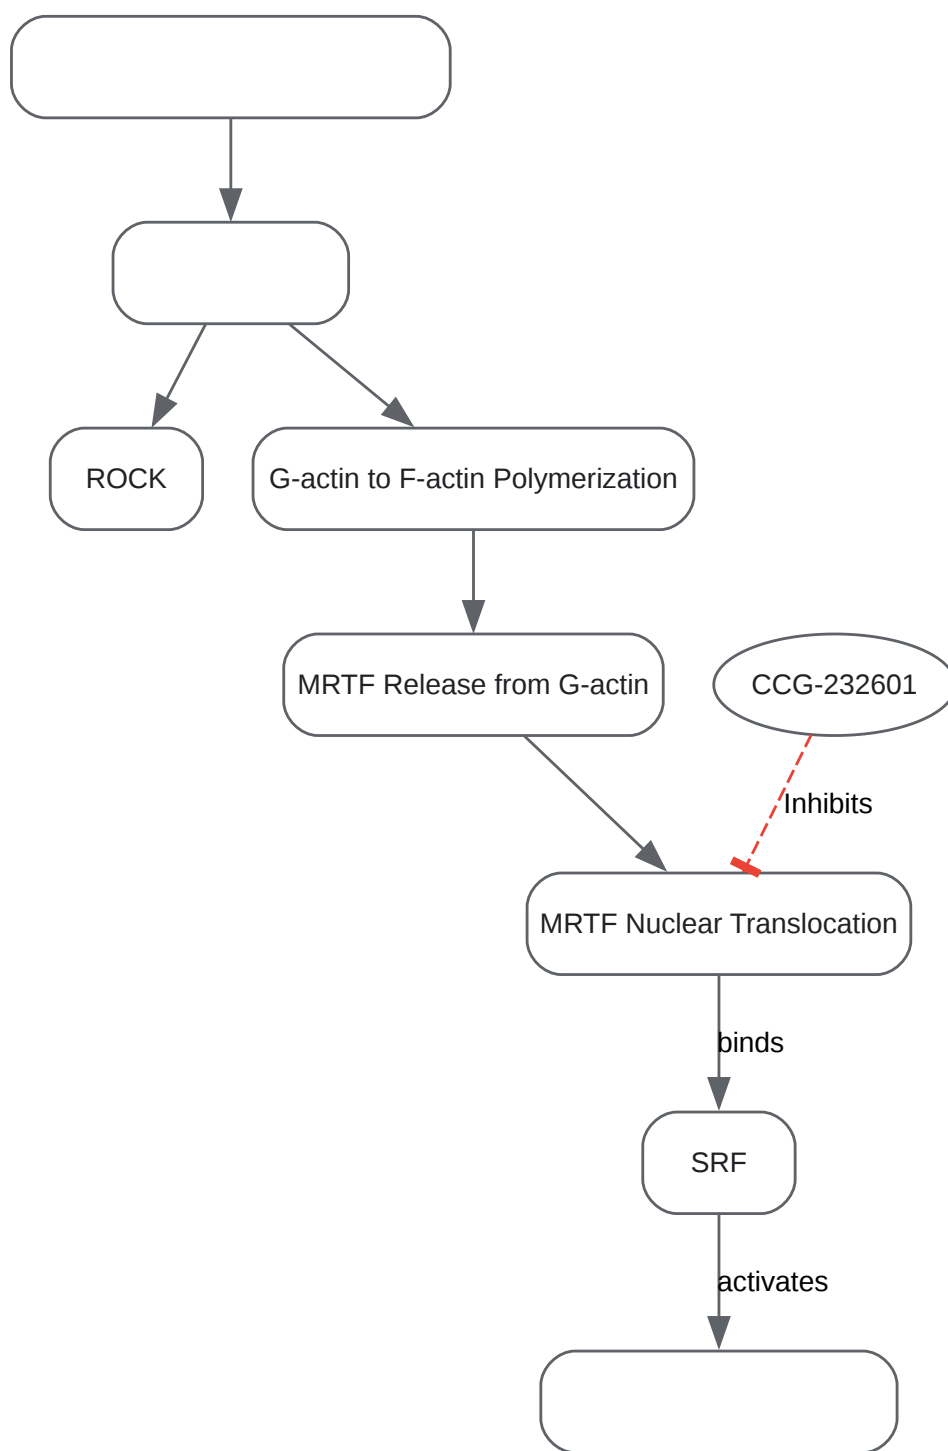 ROCK
G-actin to F-actin Polymerization
MRTF Release from G-actin
CCG-232601
Inhibits
MRTF Nuclear Translocation
binds
SRF
activates